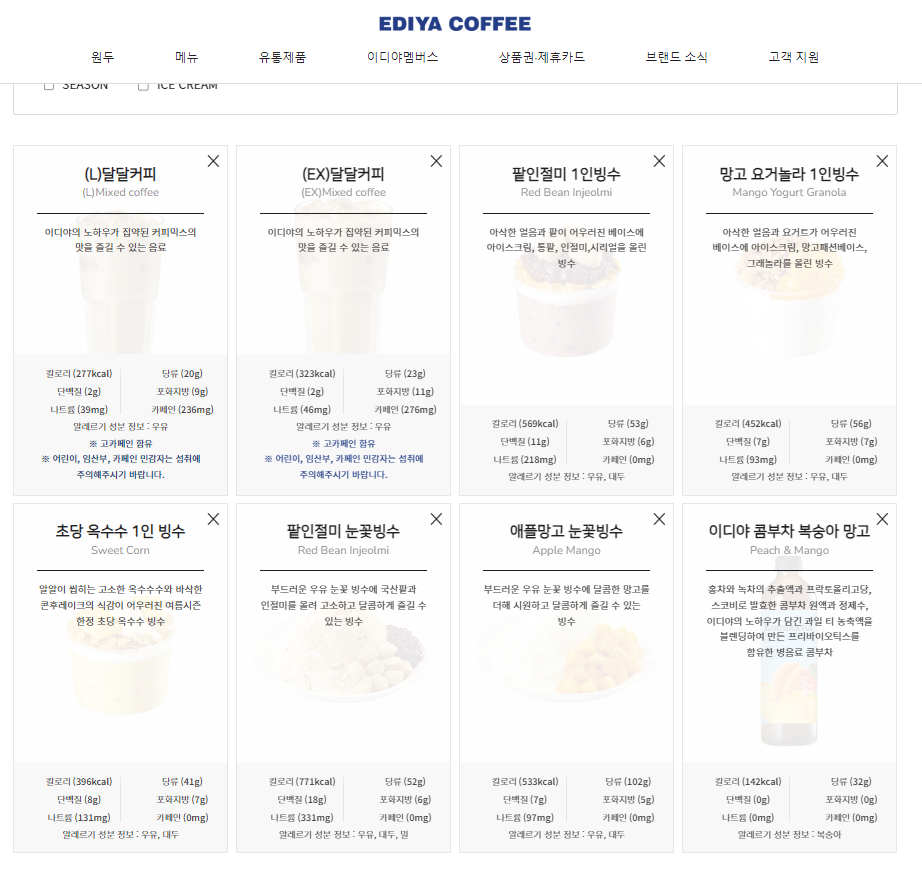 EDIYA COFFEE
원두 메뉴 유통제품 이디야멤버스 상품권·제휴카드 브랜드 소식 고객 지원
SEASON ICE CREAM
(L)달달커피
(L)Mixed coffee
이디야의 노하우가 집약된 커피믹스의
맛을 즐길 수 있는 음료
칼로리 (277kcal) 당류 (20g)
단백질 (2g) 포화지방 (9g)
나트륨 (39mg) 카페인 (236mg)
알레르기 성분 정보 : 우유
※ 고카페인 함유
※ 어린이, 임산부, 카페인 민감자는 섭취에
주의해주시기 바랍니다.
(EX)달달커피
(EX)Mixed coffee
이디야의 노하우가 집약된 커피믹스의
맛을 즐길 수 있는 음료
칼로리 (323kcal) 당류 (23g)
단백질 (2g) 포화지방 (11g)
나트륨 (46mg) 카페인 (276mg)
알레르기 성분 정보 : 우유
※ 고카페인 함유
※ 어린이, 임산부, 카페인 민감자는 섭취에
주의해주시기 바랍니다.
팥인절미 1인빙수
Red Bean Injeolmi
아삭한 얼음과 팥이 어우러진 베이스에
아이스크림, 통팥, 인절미,시리얼을 올린
빙수
칼로리 (569kcal) 당류 (53g)
단백질 (11g) 포화지방 (6g)
나트륨 (218mg) 카페인 (0mg)
알레르기 성분 정보 : 우유, 대두
망고 요거놀라 1인빙수
Mango Yogurt Granola
아삭한 얼음과 요거트가 어우러진
베이스에 아이스크림, 망고패션베이스,
그래놀라를 올린 빙수
칼로리 (452kcal) 당류 (56g)
단백질 (7g) 포화지방 (7g)
나트륨 (93mg) 카페인 (0mg)
알레르기 성분 정보 : 우유, 대두
초당 옥수수 1인 빙수
Sweet Corn
알알이 씹히는 고소한 옥수수수와 바삭한
콘후레이크의 식감이 어우러진 여름시즌
한정 초당 옥수수 빙수
칼로리 (396kcal) 당류 (41g)
단백질 (8g) 포화지방 (7g)
나트륨 (131mg) 카페인 (0mg)
알레르기 성분 정보 : 우유, 대두
팥인절미 눈꽃빙수
Red Bean Injeolmi
부드러운 우유 눈꽃 빙수에 국산팥과
인절미를 올려 고소하고 달콤하게 즐길 수
있는 빙수
칼로리 (771kcal) 당류 (52g)
단백질 (18g) 포화지방 (6g)
나트륨 (331mg) 카페인 (0mg)
알레르기 성분 정보 : 우유, 대두, 밀
애플망고 눈꽃빙수
Apple Mango
부드러운 우유 눈꽃 빙수에 달콤한 망고를
더해 시원하고 달콤하게 즐길 수 있는
빙수
칼로리 (533kcal) 당류 (102g)
단백질 (7g) 포화지방 (5g)
나트륨 (97mg) 카페인 (0mg)
알레르기 성분 정보 : 우유, 대두
이디야 콤부차 복숭아 망고
Peach & Mango
홍차와 녹차의 추출액과 프락토올리고당,
스코비로 발효한 콤부차 원액과 정제수,
이디야의 노하우가 담긴 과일 티 농축액을
블렌딩하여 만든 프리바이오틱스를
함유한 병음료 콤부차
칼로리 (142kcal) 당류 (32g)
단백질 (0g) 포화지방 (0g)
나트륨 (0mg) 카페인 (0mg)
알레르기 성분 정보 : 복숭아